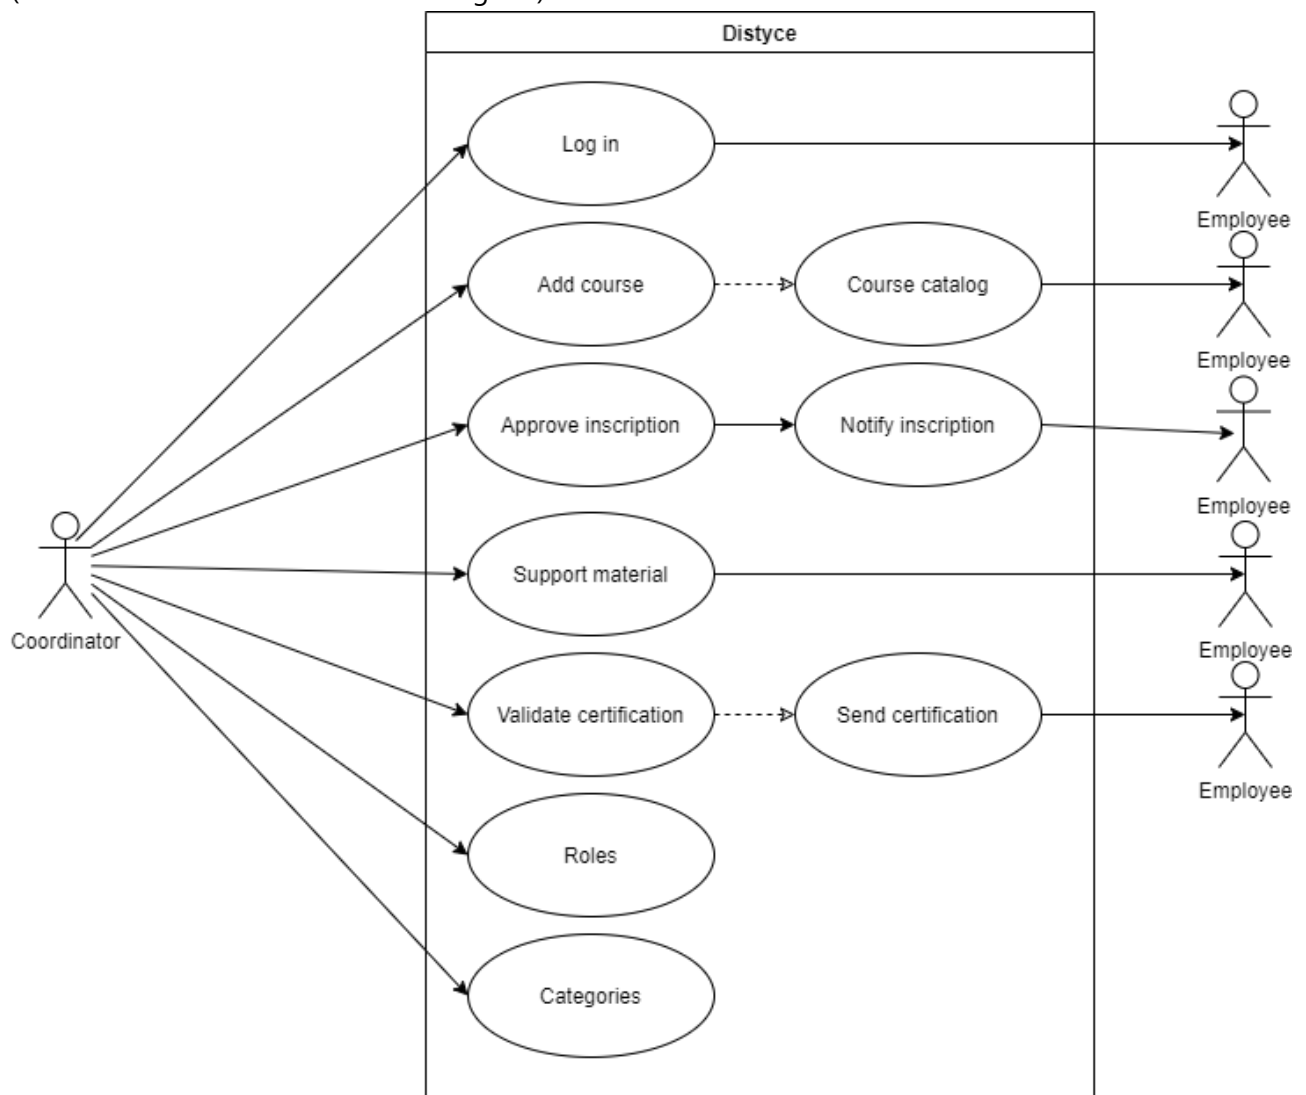 Distyce
Log in
Employee
Add course
Course catalog
Employee
Approve inscription
Notify inscription
Employee
Coordinator
Support material
Employee
Validate certification
Send certification
Employee
Roles
Categories